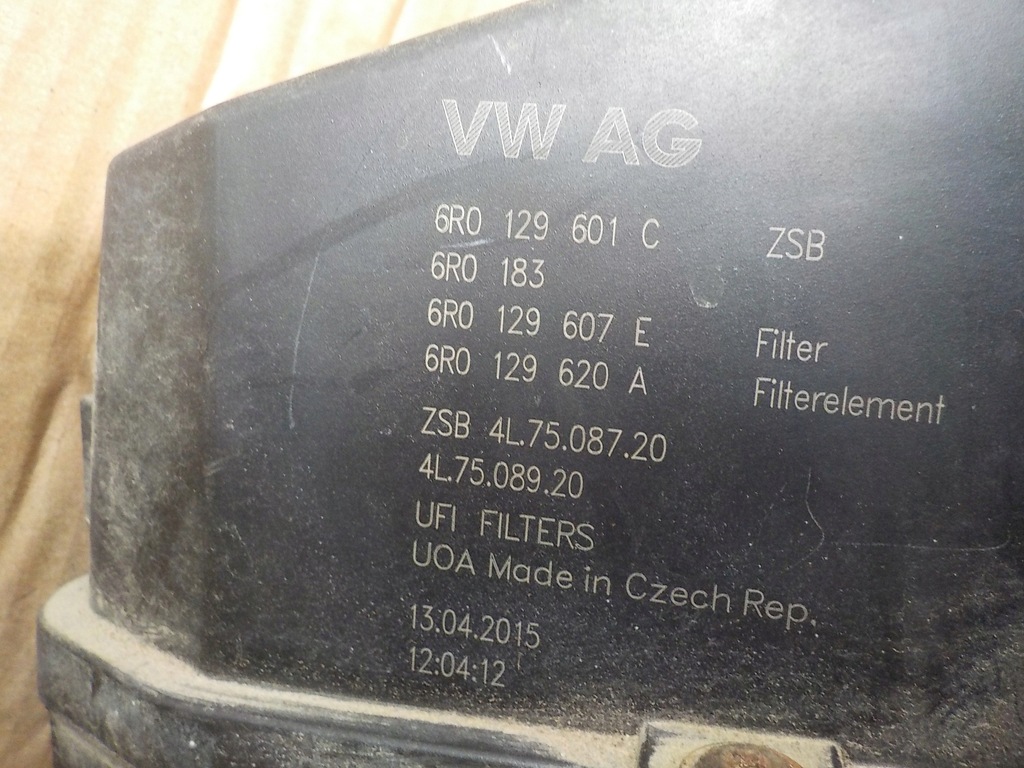 VW AG
6R0 129 601 C ZSB
6R0 183
6R0 129 607 E Filter
6R0 129 620 A Filterelement
ZSB 4L.75.087.20
4L.75.089.20
UFI FILTERS
UOA Made in Czech Rep.
13.04.2015
12:04:12